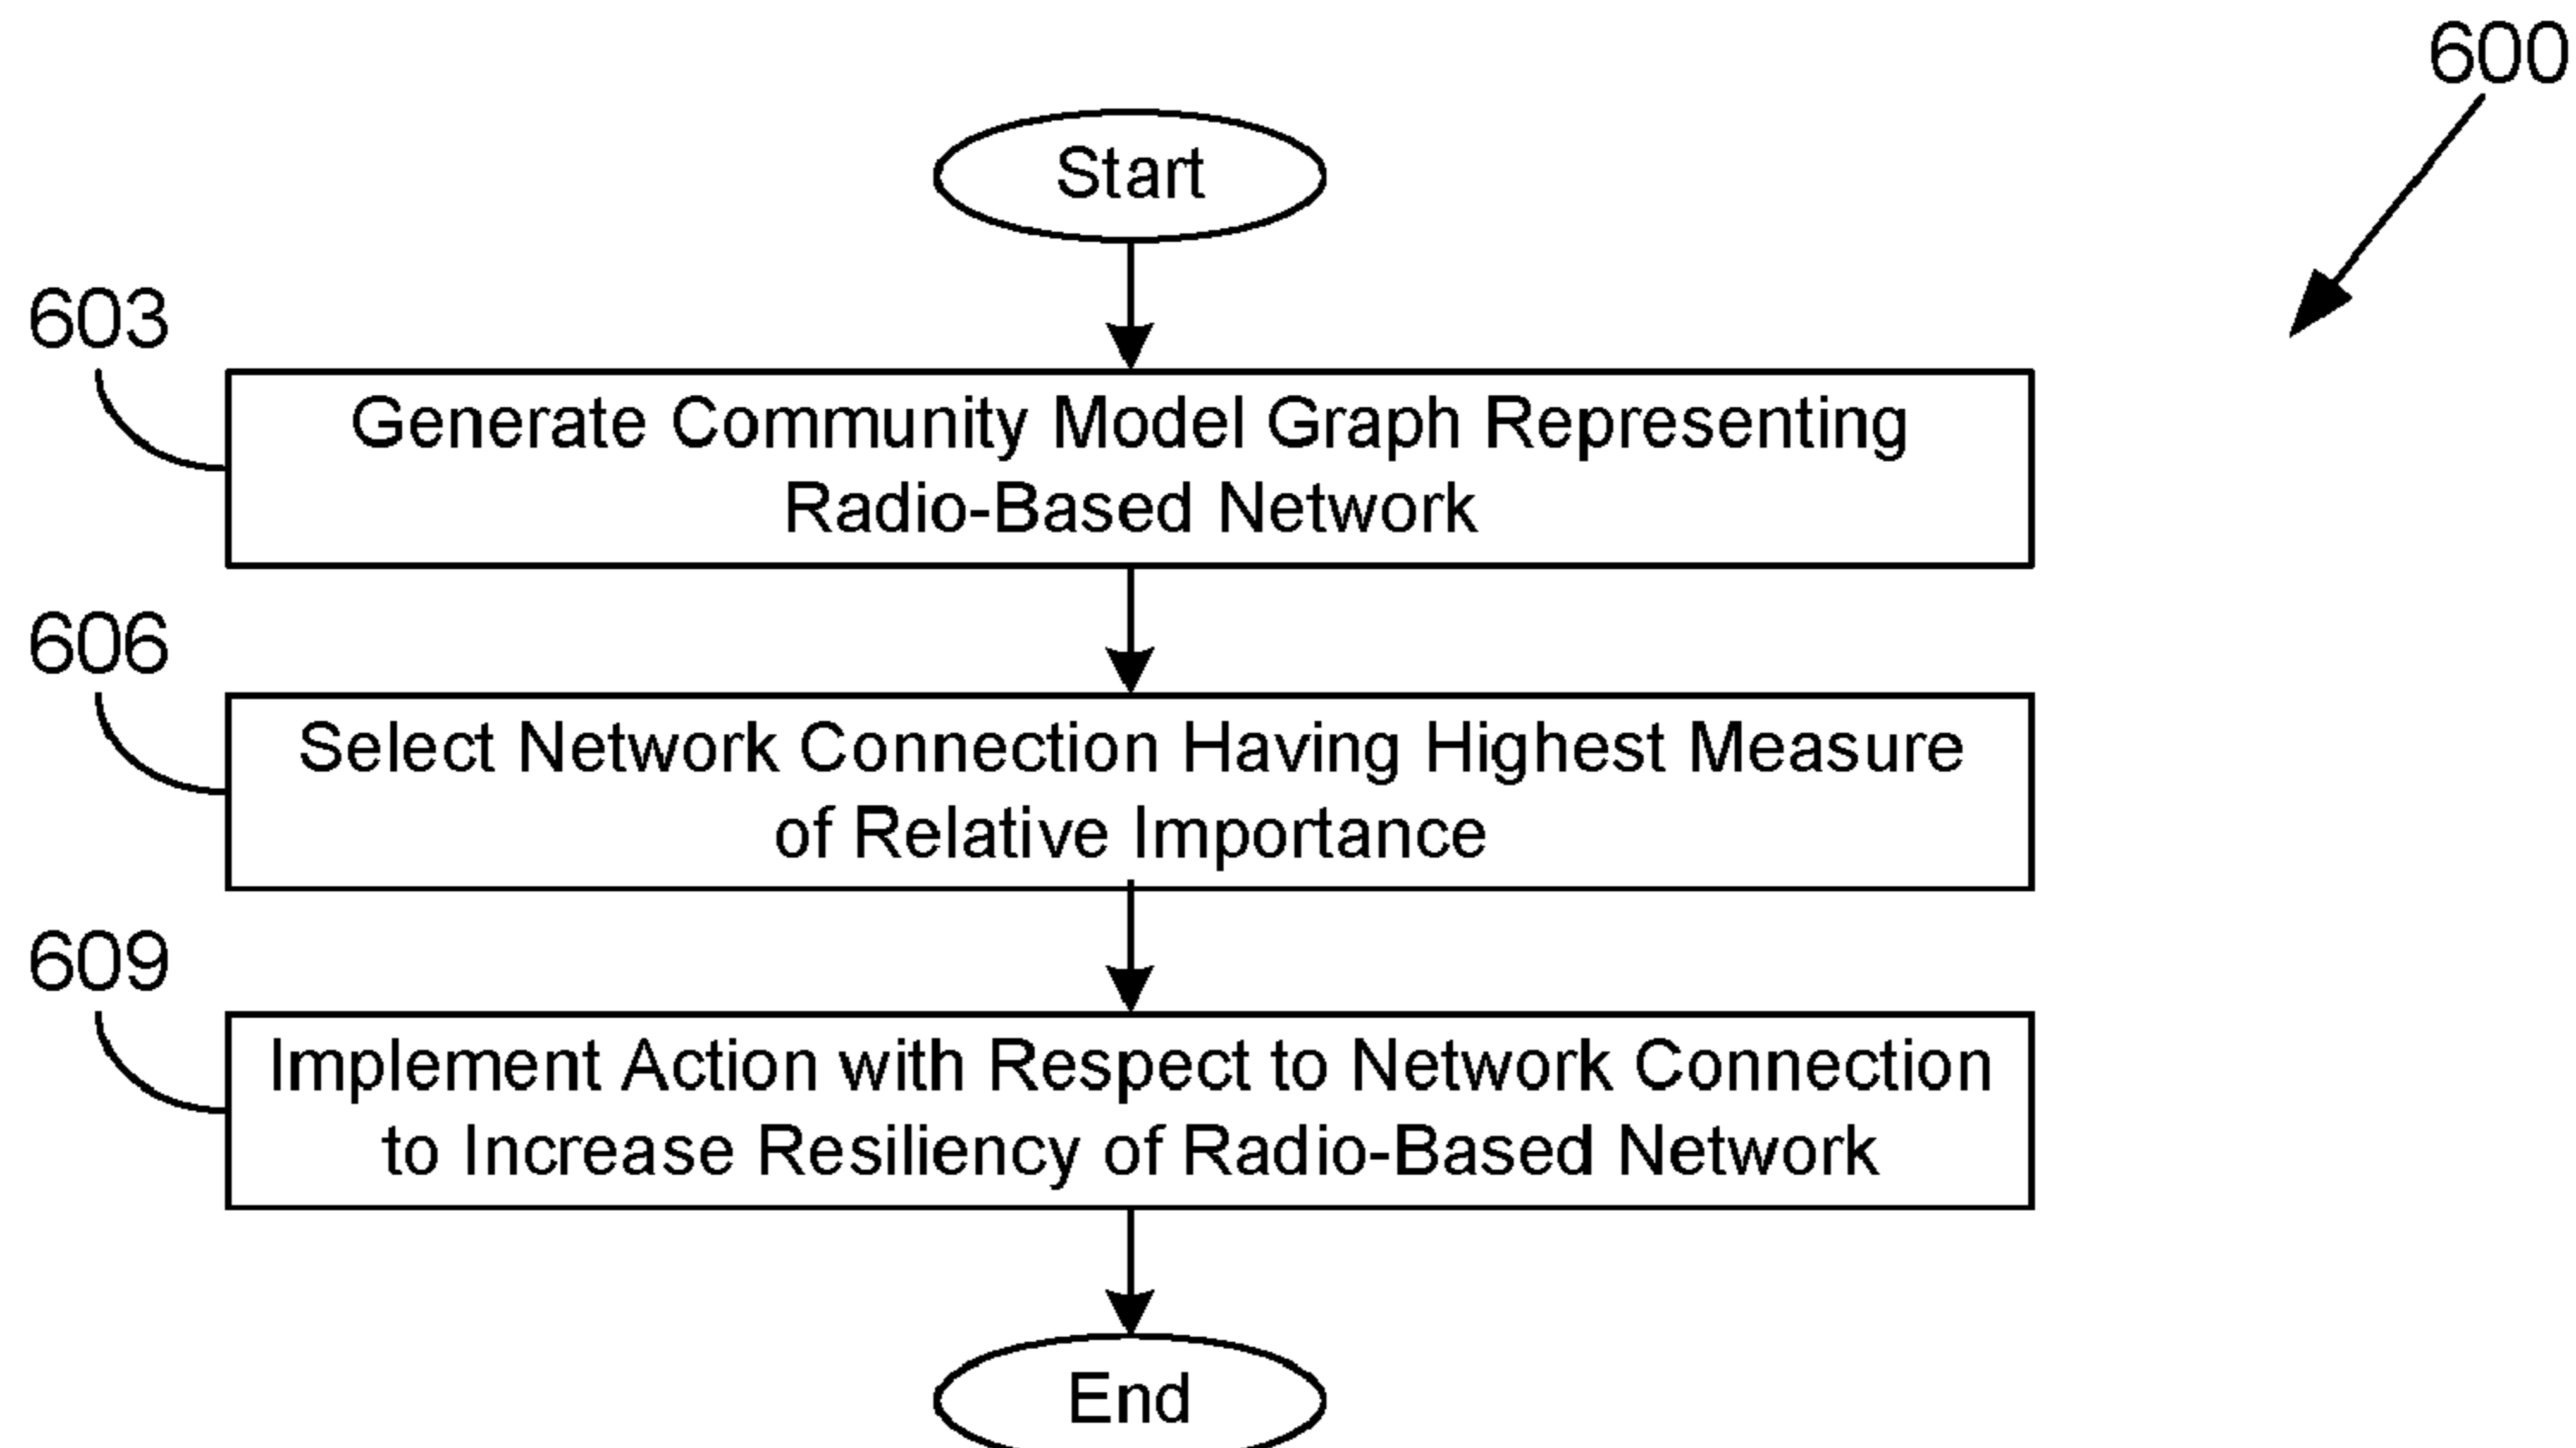 600
Start
603
Generate Community Model Graph Representing
Radio-Based Network
606
Select Network Connection Having Highest Measure
of Relative Importance
609
Implement Action with Respect to Network Connection
to Increase Resiliency of Radio-Based Network
End